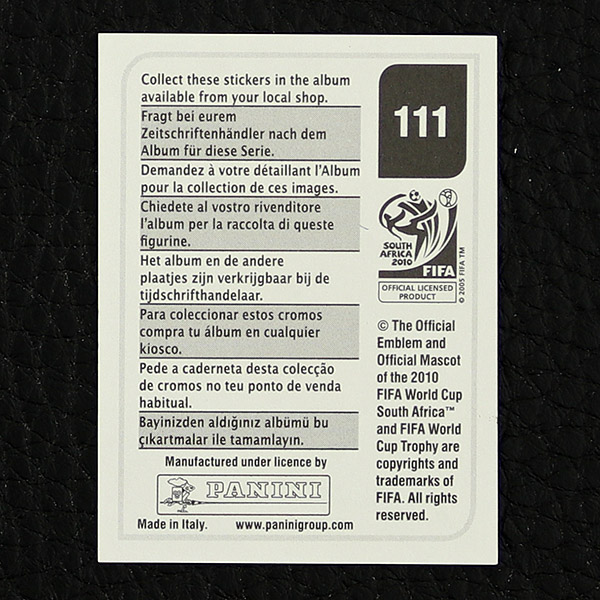 Collect these stickers in the album
available from your local shop.
Fragt bei eurem
Zeitschriftenhändler nach dem
Album für diese Serie.
Demandez à votre détaillant l'Album
pour la collection de ces images.
Chiedete al vostro rivenditore
l'album per la raccolta di queste
figurine.
Het album en de andere
plaatjes zijn verkrijgbaar bij de
tijdschrifthandelaar.
Para coleccionar estos cromos
compra tu álbum en cualquier
kiosco.
Pede a caderneta desta colecção
de cromos no teu ponto de venda
habitual.
Bayinizden aldığınız albümü bu
çıkartmalar ile tamamlayın.
Manufactured under licence by
PANINI
Made in Italy. www.paninigroup.com
111
SOUTH
AFRICA
2010
FIFA
OFFICIAL LICENSED
PRODUCT
© 2005 FIFA TM
© The Official
Emblem and
Official Mascot
of the 2010
FIFA World Cup
South Africa™
and FIFA World
Cup Trophy are
copyrights and
trademarks of
FIFA. All rights
reserved.